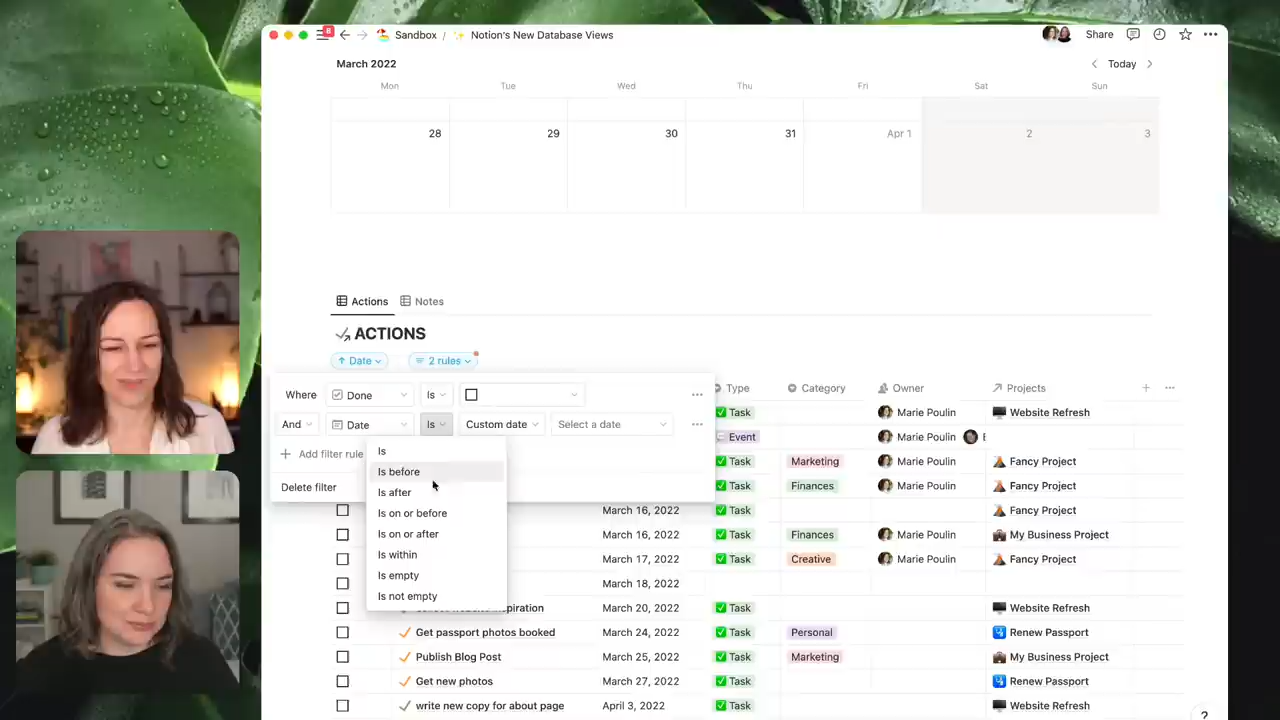 8
Sandbox / Notion's New Database Views
Share
March 2022
Today
Mon Tue Wed Thu Fri Sat Sun
28 29 30 31 Apr 1 2 3
Actions Notes
ACTIONS
Date 2 rules
Type Category Owner Projects
Where Done Is
Task Marie Poulin Website Refresh
And Date Is Custom date Select a date
Event
Is
Add filter rule
Task Marketing Marie Poulin Fancy Project
Is before
Delete filter
Task Finances Marie Poulin Fancy Project
Is after
Is on or before
March 16, 2022 Task Fancy Project
Is on or after
March 16, 2022 Task Finances Marie Poulin My Business Project
Is within
March 17, 2022 Task Creative Marie Poulin Fancy Project
Is empty
March 18, 2022
Is not empty
inspiration March 20, 2022 Task Website Refresh
Get passport photos booked March 24, 2022 Task Personal Renew Passport
Publish Blog Post March 25, 2022 Task Marketing My Business Project
Get new photos March 27, 2022 Task Renew Passport
write new copy for about page April 3, 2022 Task Website Refresh
?